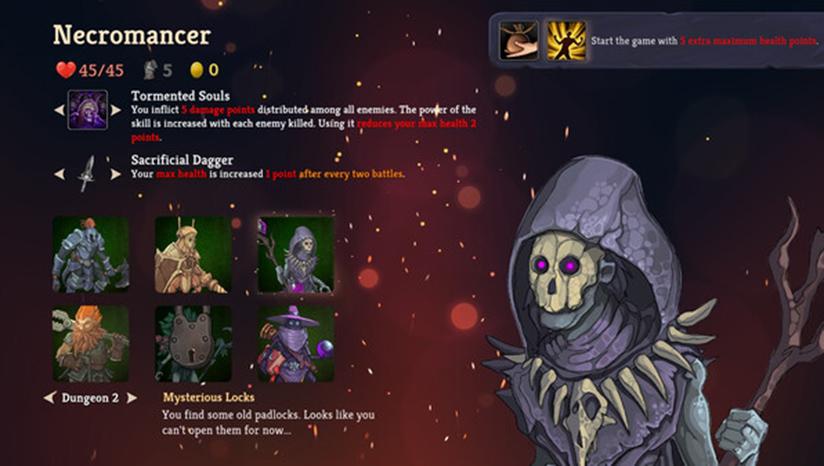 Necromancer
Start the game with 5 extra maximum health points.
45/45 5 0
Tormented Souls
You inflict 5 damage points distributed among all enemies. The power of the
skill is increased with each enemy killed. Using it reduces your max health 2
points.
Sacrificial Dagger
Your max health is increased 1 point after every two battles.
Dungeon 2
Mysterious Locks
You find some old padlocks. Looks like you
can't open them for now...